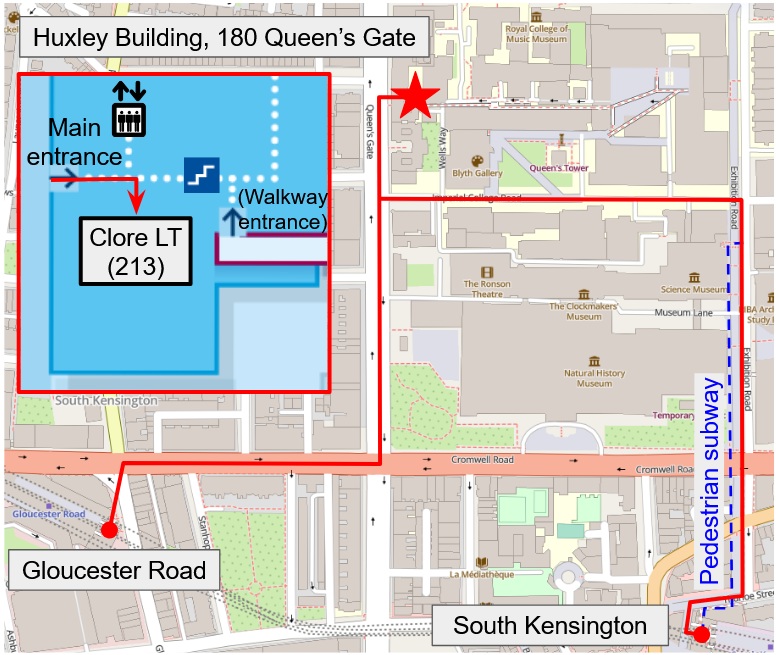 Huxley Building, 180 Queen's Gate
Royal College of
Music Museum
Main
entrance
(Walkway
entrance)
Clore LT
(213)
Queen's Gate
Wells Way
Blyth Gallery
Queen's Tower
Imperial College Road
Exhibition Road
The Ronson
Theatre
The Clockmakers'
Museum
Science Museum
Museum Lane
Natural History
Museum
Exhibition Road
South Kensington
Temporary
Pedestrian subway
Cromwell Road
Cromwell Road
Gloucester Road
Gloucester Road
La Médiathèque
South Kensington